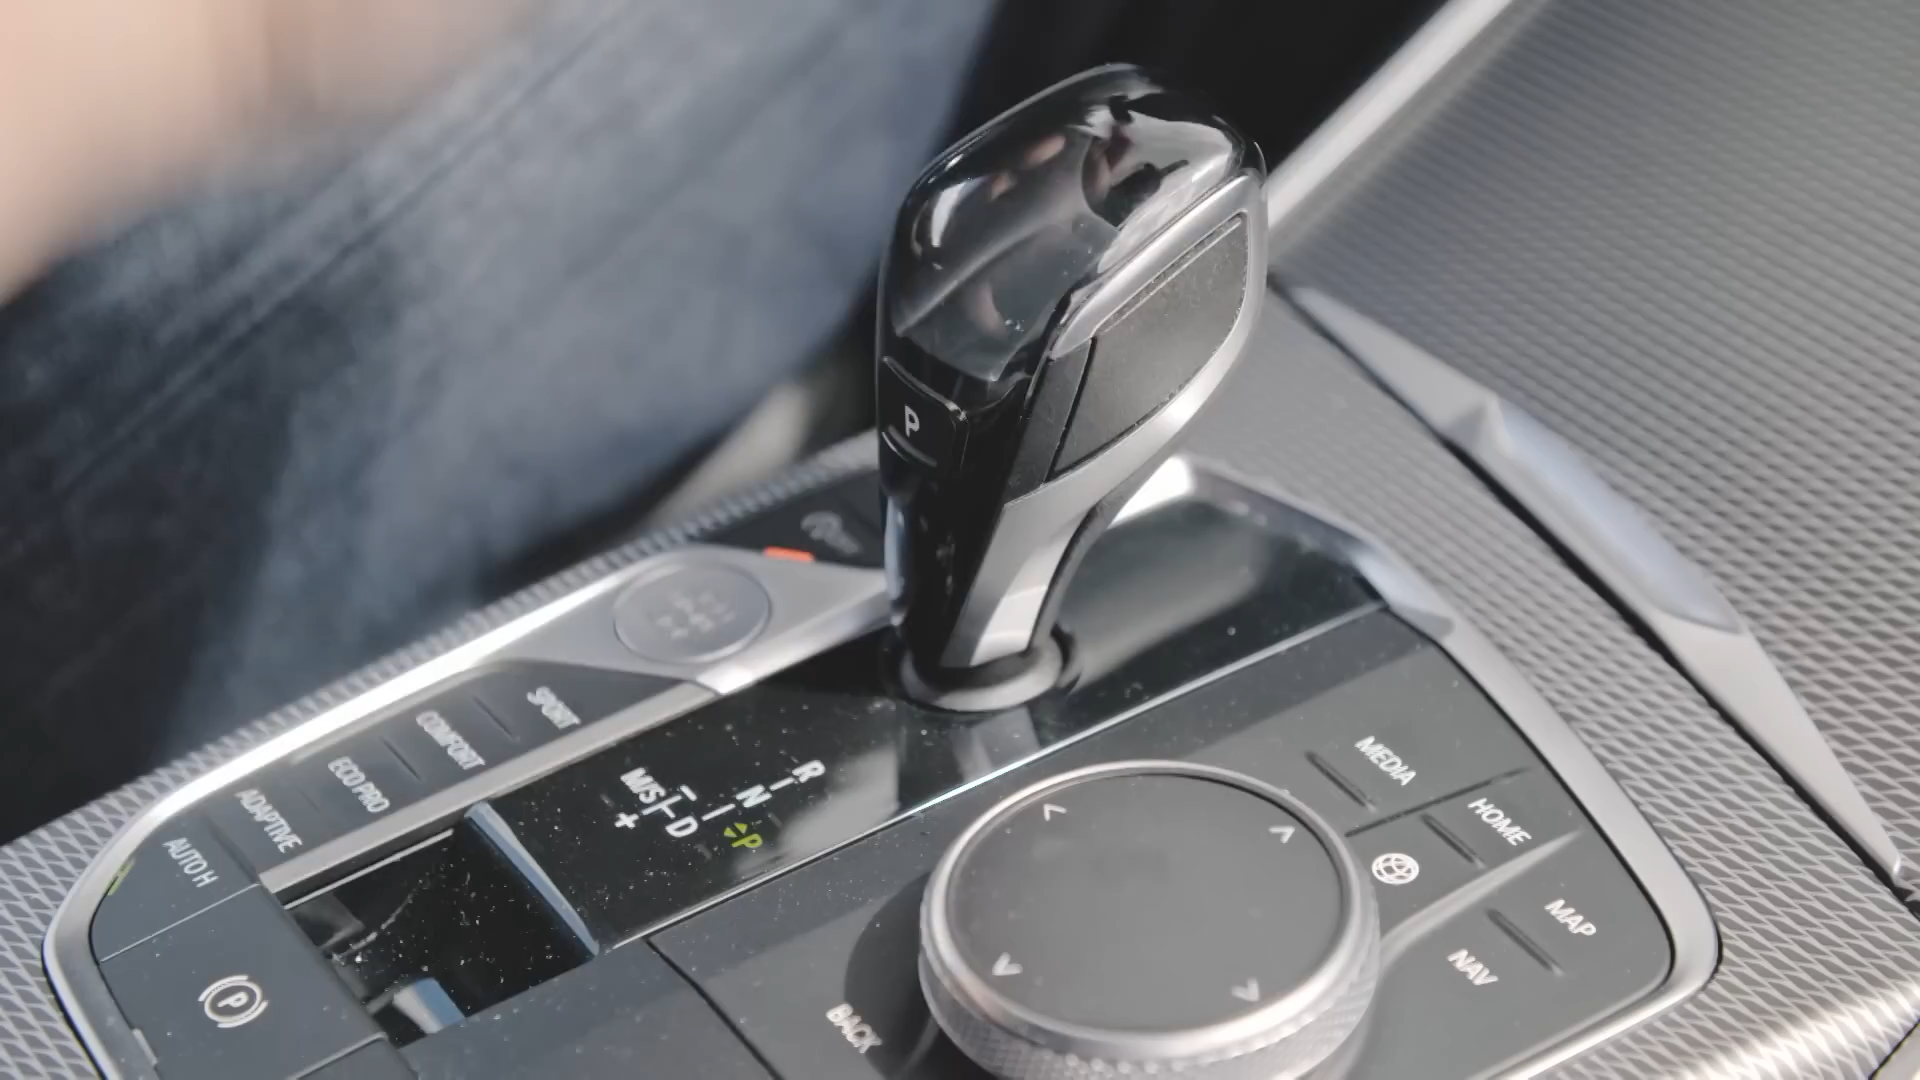 P
SPORT
COMFORT
ECO PRO
ADAPTIVE
AUTO H
P
R
N
M/S
D
P
MEDIA
HOME
MAP
NAV
BACK